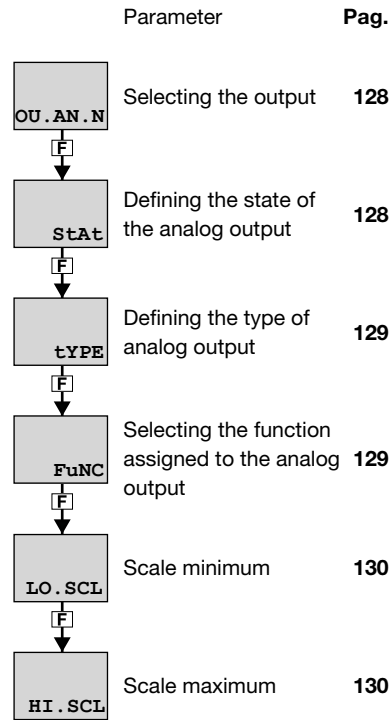 Parameter Pag.
OU.AN.N
Selecting the output 128
F
StAt
Defining the state of
the analog output 128
F
tYPE
Defining the type of
analog output 129
F
FuNC
Selecting the function
assigned to the analog 129
output
F
LO.SCL
Scale minimum 130
F
HI.SCL
Scale maximum 130